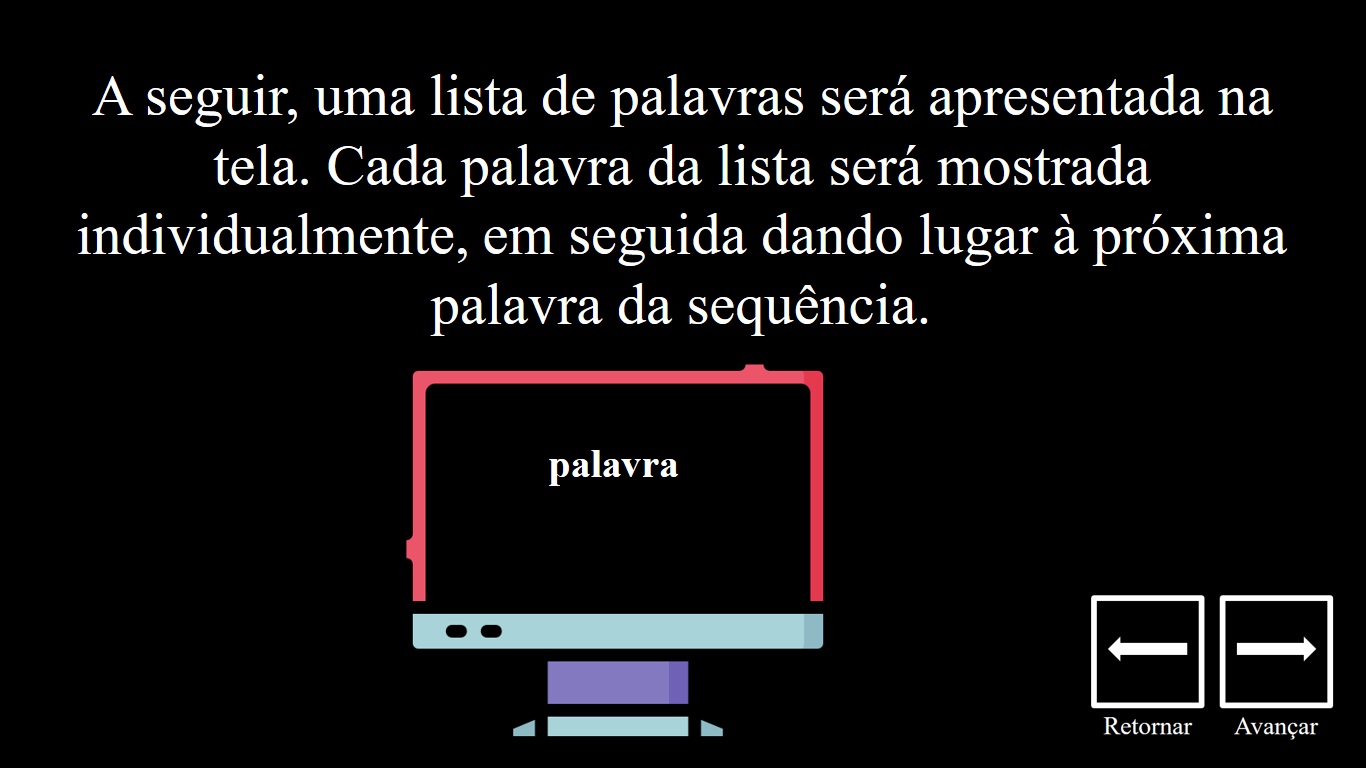 A seguir, uma lista de palavras será apresentada na
tela. Cada palavra da lista será mostrada
individualmente, em seguida dando lugar à próxima
palavra da sequência.
palavra
Retornar
Avançar